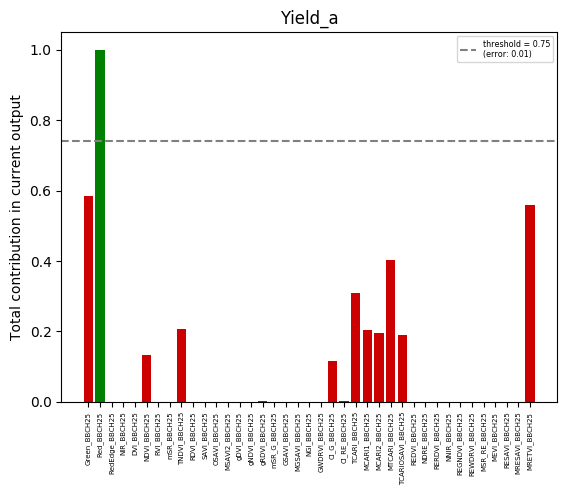 Yield_a
Total contribution in current output
1.0
0.8
0.6
0.4
0.2
0.0
threshold = 0.75
(error: 0.01)
Green_BBCH25
Red_BBCH25
RedEdge_BBCH25
NIR_BBCH25
DVI_BBCH25
NDVI_BBCH25
RVI_BBCH25
mSR_BBCH25
TNDVI_BBCH25
RDVI_BBCH25
SAVI_BBCH25
OSAVI_BBCH25
MSAVI2_BBCH25
gDVI_BBCH25
gNDVI_BBCH25
gRDVI_BBCH25
mSR_G_BBCH25
GSAVI_BBCH25
MGSAVI_BBCH25
NGI_BBCH25
GWDRVI_BBCH25
CI_G_BBCH25
CI_RE_BBCH25
TCARI_BBCH25
MCARI1_BBCH25
MCARI2_BBCH25
MTCARI_BBCH25
TCARIOSAVI_BBCH25
REDVI_BBCH25
NDRE_BBCH25
RERDVI_BBCH25
NNIR_BBCH25
REGNDVI_BBCH25
REWDRVI_BBCH25
MSR_RE_BBCH25
MEVI_BBCH25
RESAVI_BBCH25
MRESAVI_BBCH25
MRETVI_BBCH25